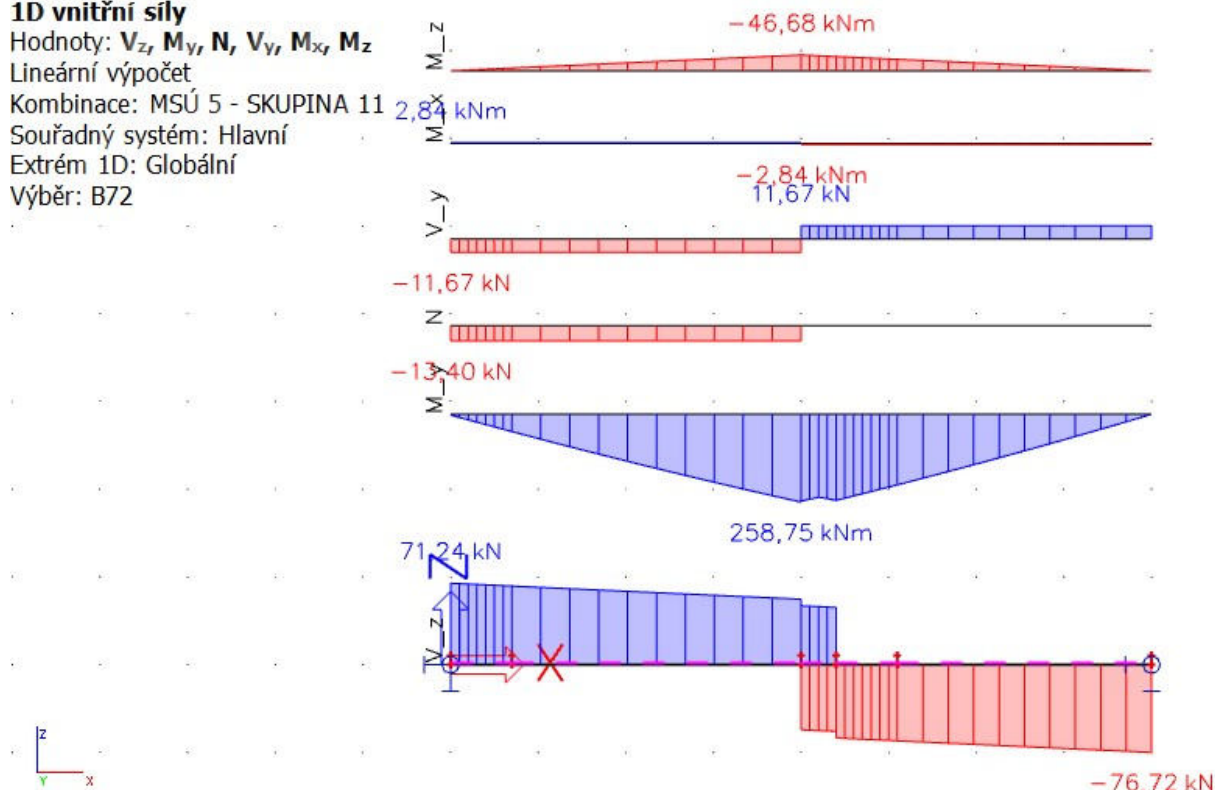 1D vnitřní síly
Hodnoty: Vz, My, N, Vy, Mx, Mz
Lineární výpočet
Kombinace: MSÚ 5 - SKUPINA 11
Souřadný systém: Hlavní
Extrém 1D: Globální
Výběr: B72
M_z
-46,68 kNm
M_x
2,84 kNm
-2,84 kNm
V_y
11,67 kN
-11,67 kN
N
-13,40 kN
M_y
258,75 kNm
V_z
71,24 kN
Z
X
-76,72 kN
z
Y
x